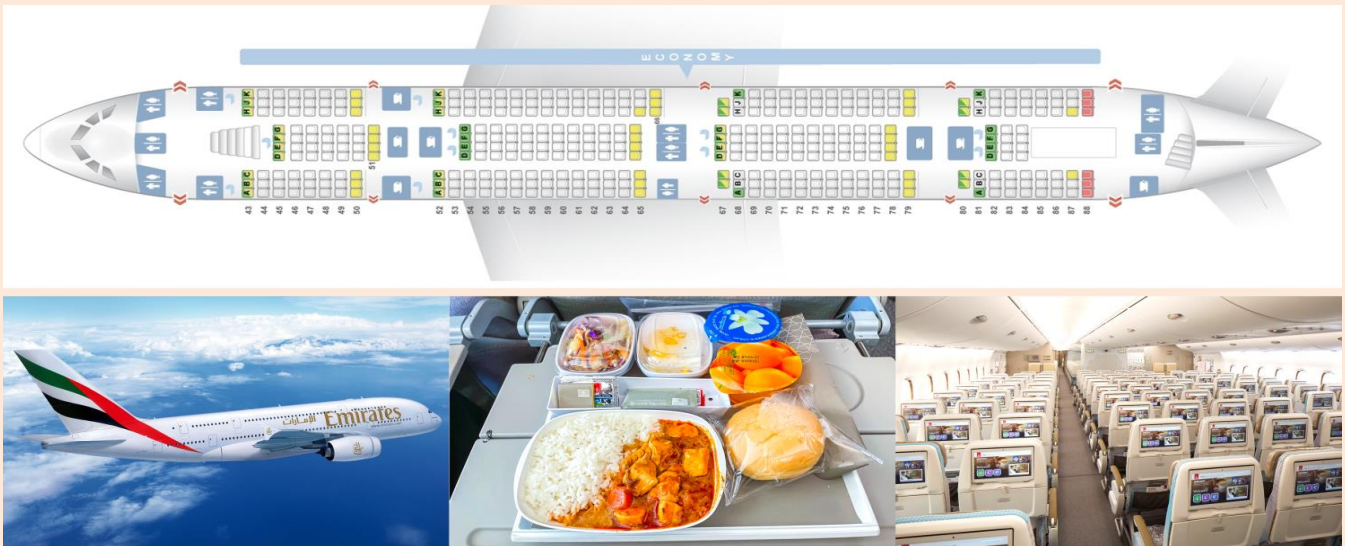 ECONOMY
HJK HJK HJK HJK
DEFG DEFG DEFG DEFG
51
ABC ABC ABC ABC
43 44 45 46 47 48 49 50 52 53 54 55 56 57 58 59 60 61 62 63 64 65 67 68 69 70 71 72 73 74 75 76 77 78 79 80 81 82 83 84 85 86 87 88
الإمارات Emirates